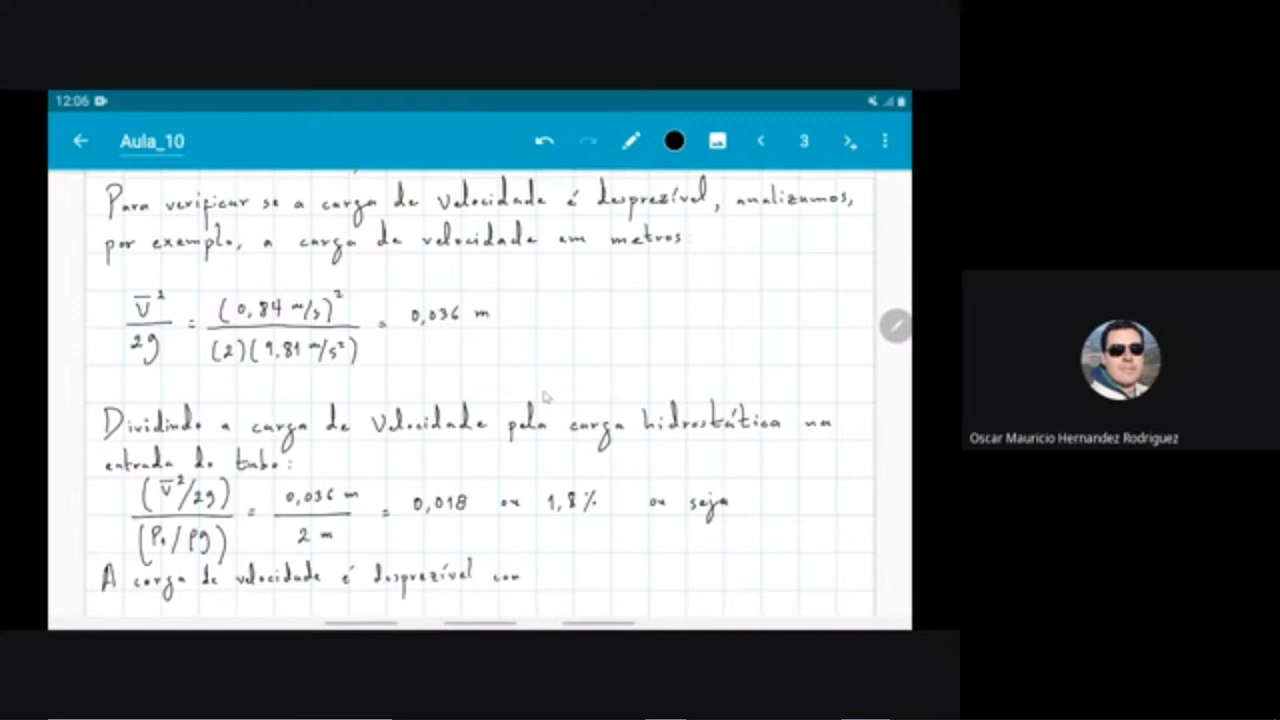 12:06
Aula_10
3
Para verificar se a carga de velocidade é desprezível, analizamos,
por exemplo, a carga de velocidade em metros:
V̅²/2g = (0,84 m/s)²/(2)(9.81 m/s²) = 0,036 m
Dividindo a carga de velocidade pela carga hidrostática na
entrada do tubo:
(V̅²/2g)/(P₁/ρg) = 0,036 m/2 m = 0,018 ou 1,8% ou seja
A carga de velocidade é desprezível com
Oscar Mauricio Hernandez Rodriguez